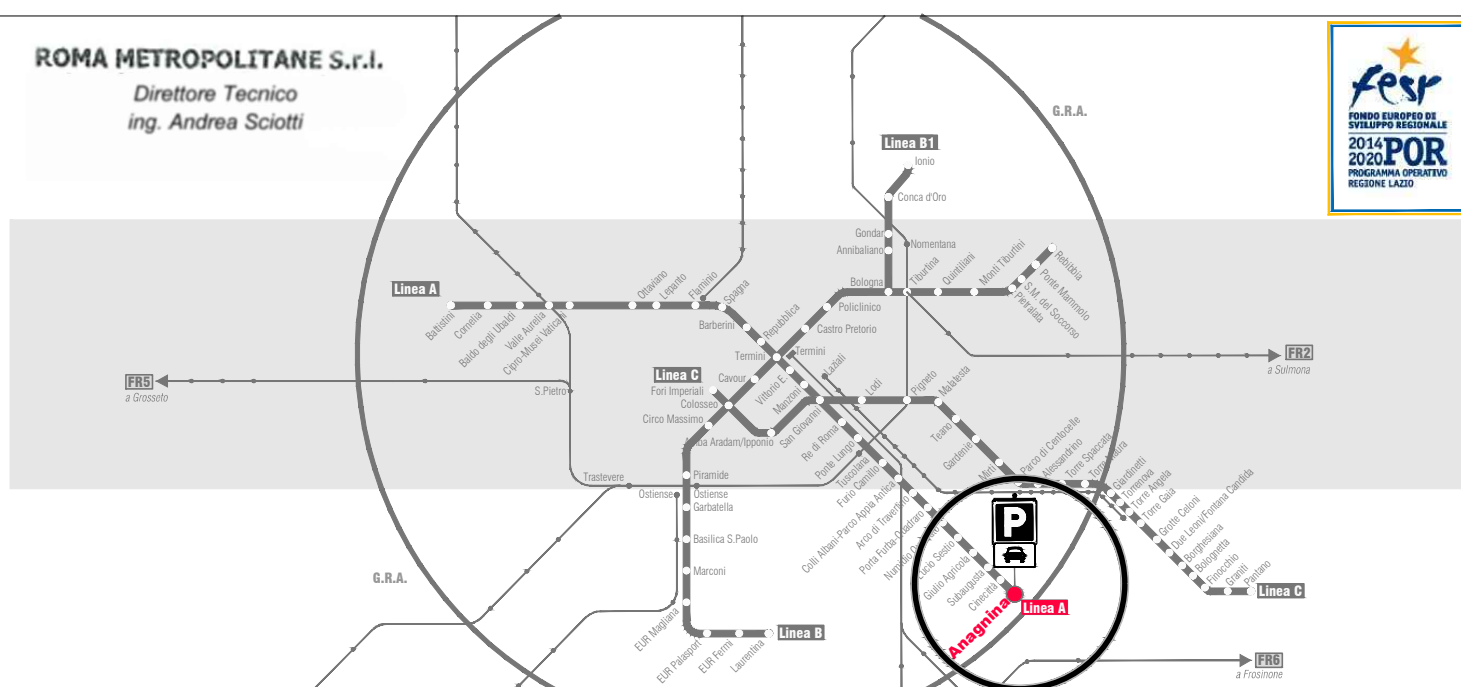 ROMA METROPOLITANE S.r.l.
Direttore Tecnico
ing. Andrea Sciotti
fesr
FONDO EUROPEO DI
SVILUPPO REGIONALE
2014
2020 POR
PROGRAMMA OPERATIVO
REGIONE LAZIO
G.R.A.
Linea B1
Ionio
Conca d'Oro
Gondar
Annibaliano
Nomentana
Bologna
Tiburtina
Quintiliani
Monti Tiburtini
Pietralata
S.M. del Soccorso
Ponte Mammolo
Rebibbia
Linea A
Battistini
Cornelia
Baldo degli Ubaldi
Valle Aurelia
Cipro-Musei Vaticani
Ottaviano
Lepanto
Flaminio
Spagna
Barberini
Repubblica
Policlinico
Castro Pretorio
Termini
Termini
Laziali
Cavour
Vittorio E.
Manzoni
San Giovanni
Lodi
Pigneto
Malatesta
Linea C
Fori Imperiali
Colosseo
Circo Massimo
Amba Aradam/Ipponio
FR5
a Grosseto
S.Pietro
FR2
a Sulmona
Teano
Gardenie
Mirti
Parco di Centocelle
Alessandrino
Torre Spaccata
Torre Maura
Giardinetti
Torrenova
Torre Angela
Torre Gaia
Grotte Celoni
Due Leoni/Fontana Candida
Borghesiana
Bolognetta
Finocchio
Graniti
Pantano
Linea C
Re di Roma
Ponte Lungo
Tuscolana
Furio Camillo
Colli Albani-Parco Appia Antica
Arco di Travertino
Porta Furba-Quadraro
Lucio Sestio
Giulio Agricola
Subaugusta
Cinecittà
Anagnina
Linea A
P
Trastevere
Ostiense
Piramide
Ostiense
Garbatella
Basilica S.Paolo
Marconi
EUR Magliana
EUR Palasport
EUR Fermi
Laurentina
Linea B
G.R.A.
FR6
a Frosinone